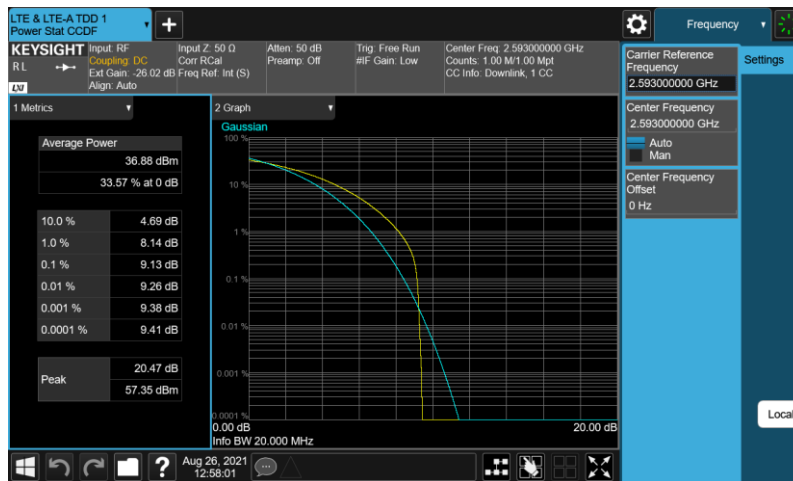 LTE & LTE-A TDD 1
Power Stat CCDF
Frequency
KEYSIGHT
RL
LXI
Input: RF
Coupling: DC
Ext Gain: -26.02 dB
Align: Auto
Input Z: 50 Ω
Corr RCal
Freq Ref: Int (S)
Atten: 50 dB
Preamp: Off
Trig: Free Run
#IF Gain: Low
Center Freq: 2.593000000 GHz
Counts: 1.00 M/1.00 Mpt
CC Info: Downlink, 1 CC
Carrier Reference
Frequency
2.593000000 GHz
Settings
Center Frequency
2.593000000 GHz
Auto
Man
Center Frequency
Offset
0 Hz
Local
1 Metrics
Average Power
36.88 dBm
33.57 % at 0 dB
10.0 % 4.69 dB
1.0 % 8.14 dB
0.1 % 9.13 dB
0.01 % 9.26 dB
0.001 % 9.38 dB
0.0001 % 9.41 dB
Peak
20.47 dB
57.35 dBm
2 Graph
Gaussian
100 %
10 %
1 %
0.1 %
0.01 %
0.001 %
0.0001 %
0.00 dB 20.00 dB
Info BW 20.000 MHz
?
Aug 26, 2021
12:58:01